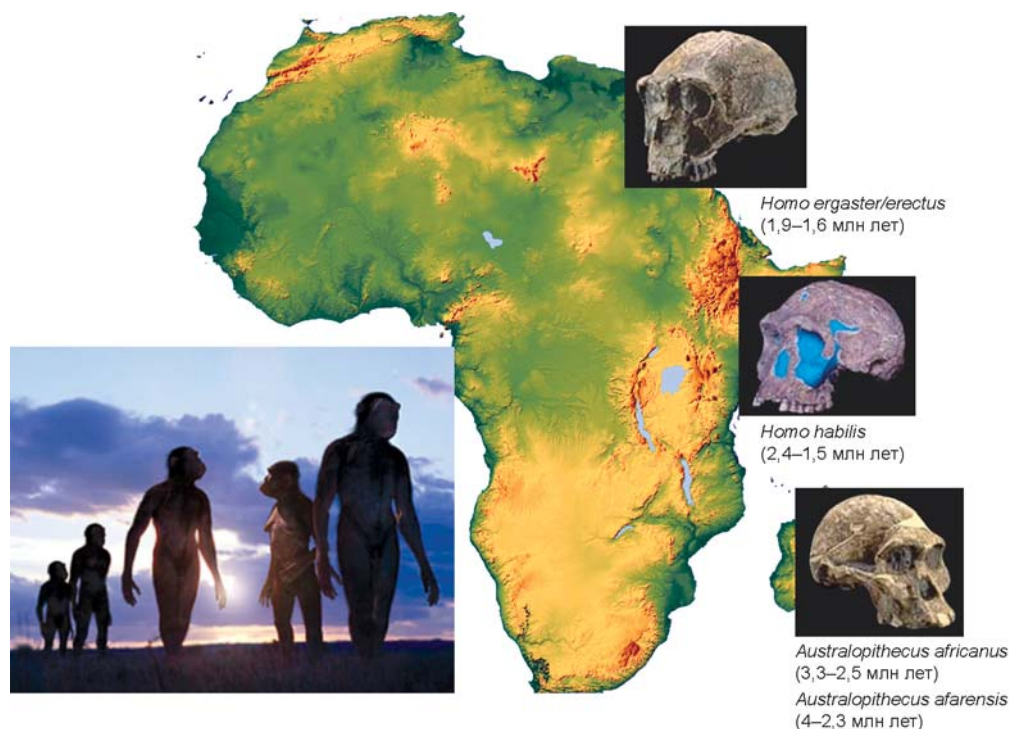 Homo ergaster/erectus
(1,9–1,6 млн лет)
Homo habilis
(2,4–1,5 млн лет)
Australopithecus africanus
(3,3–2,5 млн лет)
Australopithecus afarensis
(4–2,3 млн лет)